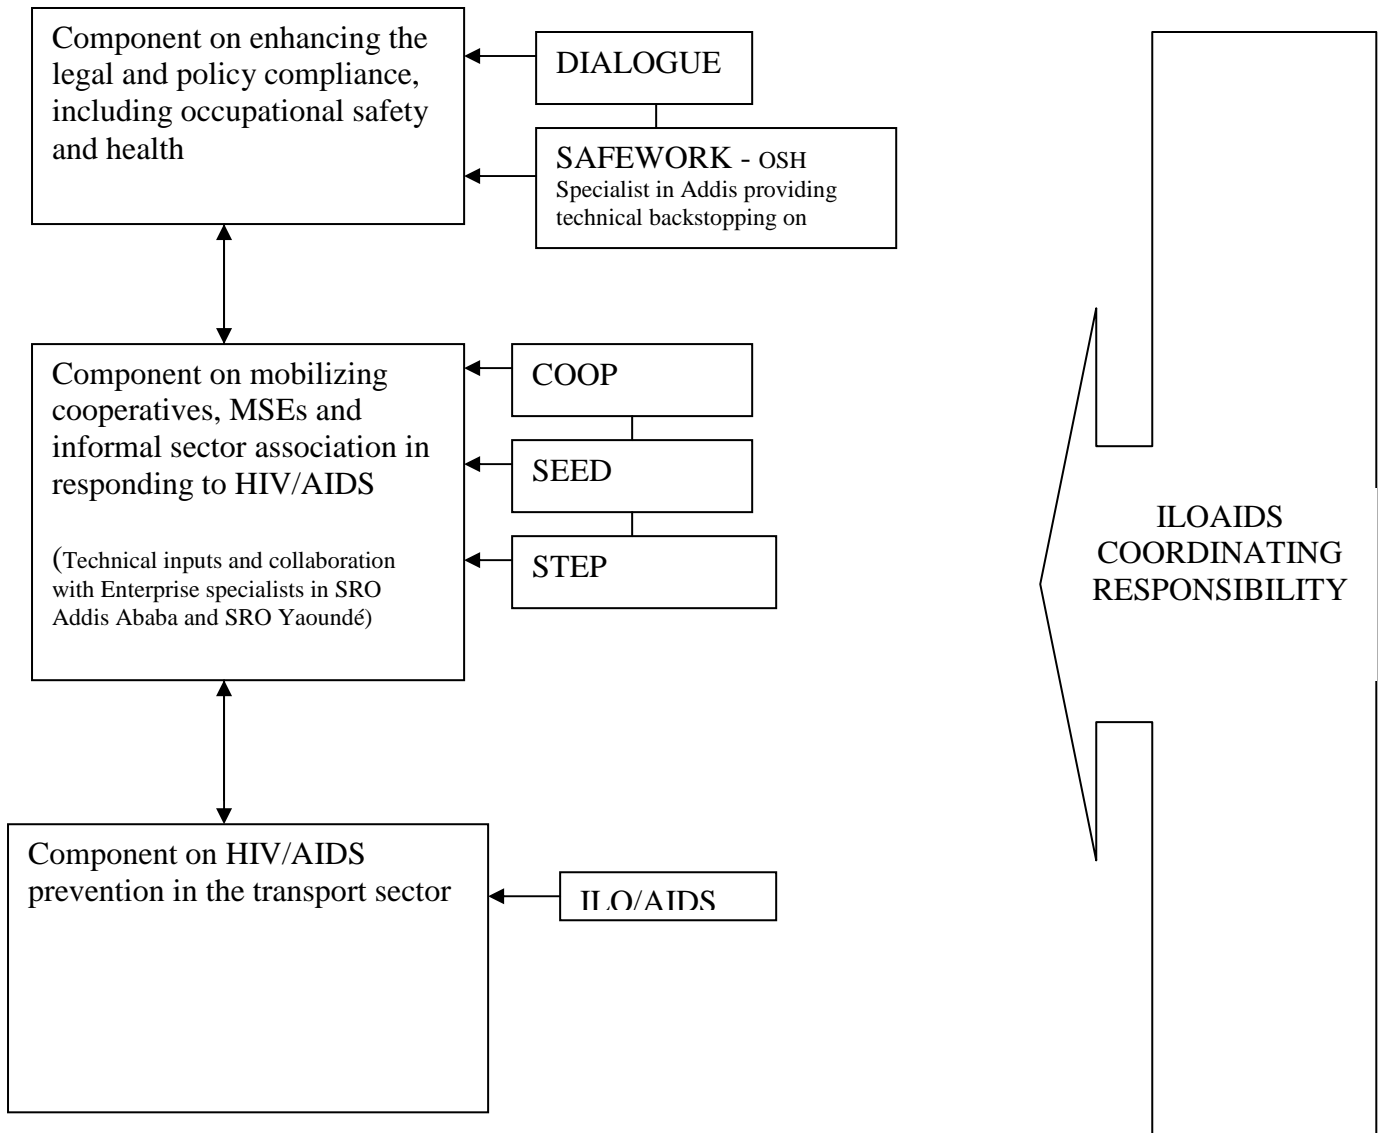 Component on enhancing the
legal and policy compliance,
including occupational safety
and health
DIALOGUE
SAFEWORK - OSH
Specialist in Addis providing
technical backstopping on
Component on mobilizing
cooperatives, MSEs and
informal sector association in
responding to HIV/AIDS
(Technical inputs and collaboration
with Enterprise specialists in SRO
Addis Ababa and SRO Yaoundé)
COOP
SEED
STEP
Component on HIV/AIDS
prevention in the transport sector
ILO/AIDS
ILOAIDS
COORDINATING
RESPONSIBILITY